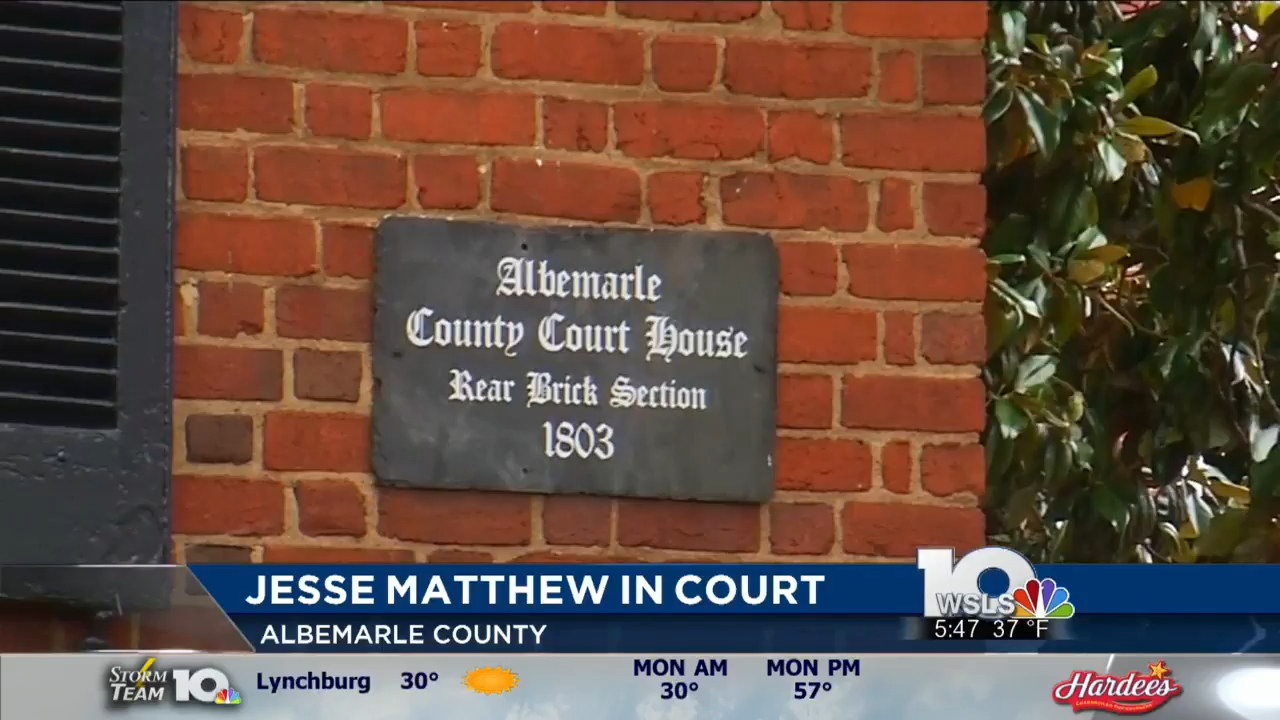 Albemarle
County Court House
Rear Brick Section
1803
JESSE MATTHEW IN COURT
ALBEMARLE COUNTY
10
WSLS
5:47 37 °F
STORM TEAM 10
Lynchburg 30°
MON AM 30°
MON PM 57°
Hardee's